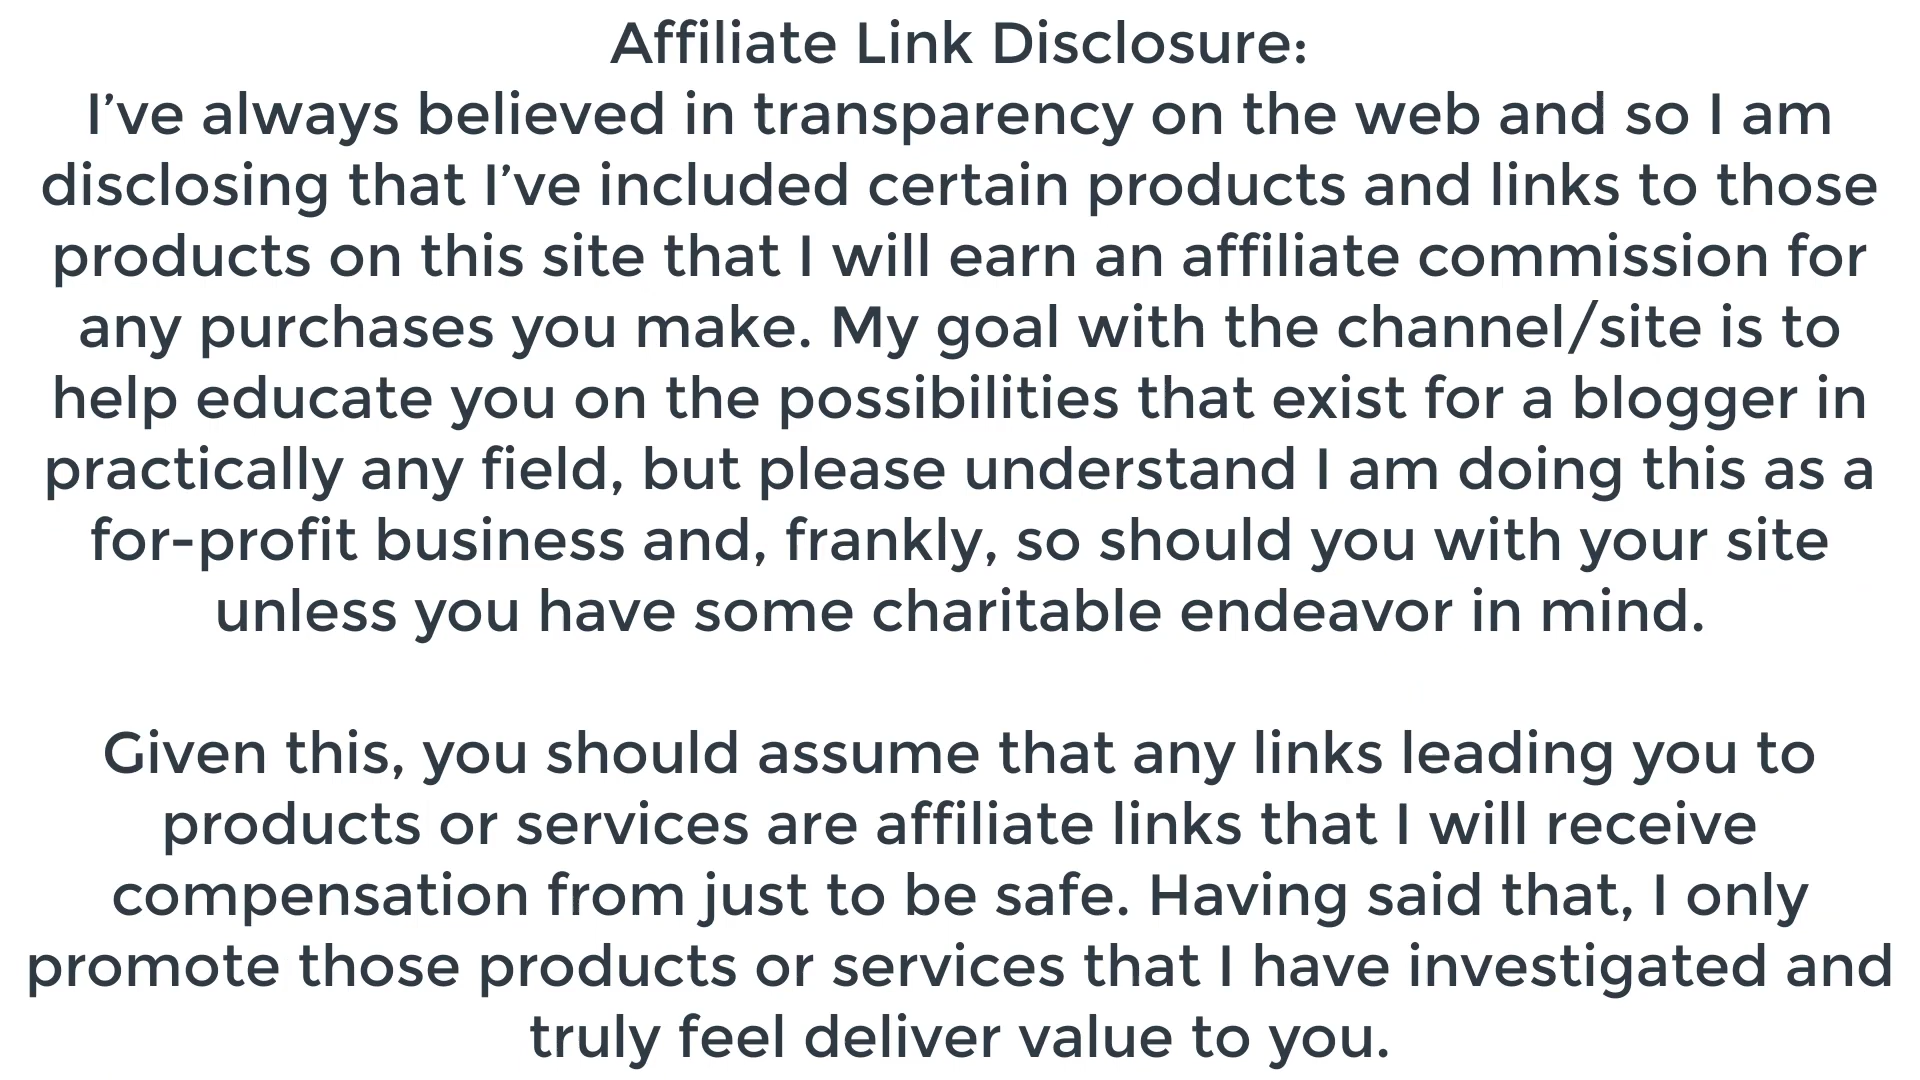 Affiliate Link Disclosure:
I’ve always believed in transparency on the web and so I am
disclosing that I’ve included certain products and links to those
products on this site that I will earn an affiliate commission for
any purchases you make. My goal with the channel/site is to
help educate you on the possibilities that exist for a blogger in
practically any field, but please understand I am doing this as a
for-profit business and, frankly, so should you with your site
unless you have some charitable endeavor in mind.
Given this, you should assume that any links leading you to
products or services are affiliate links that I will receive
compensation from just to be safe. Having said that, I only
promote those products or services that I have investigated and
truly feel deliver value to you.